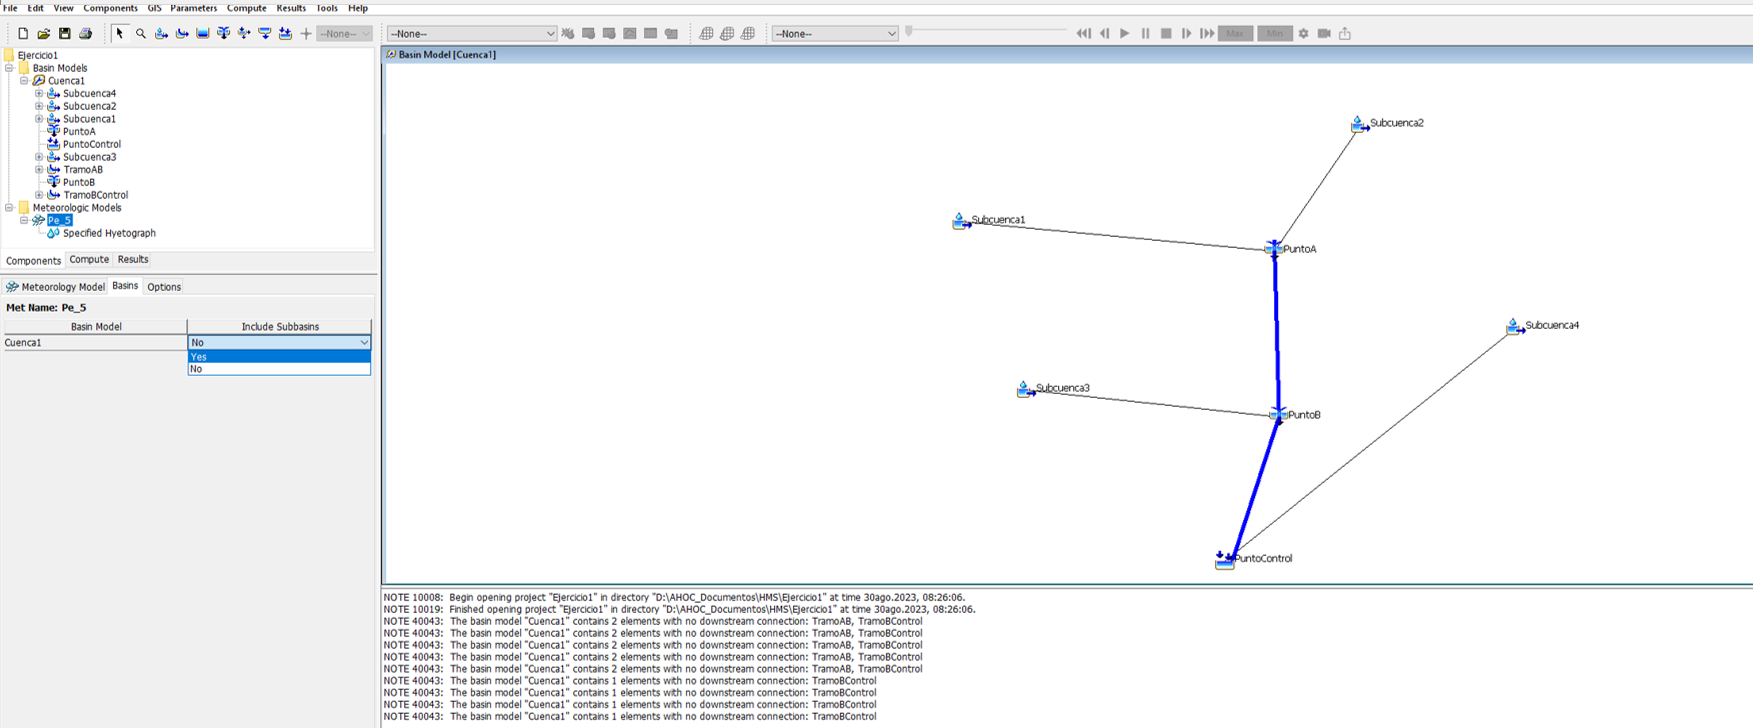 File Edit View Components GIS Parameters Compute Results Tools Help
--None-- --None-- --None-- Max Min
Ejercicio1
Basin Models
Cuenca1
Subcuenca4
Subcuenca2
Subcuenca1
PuntoA
PuntoControl
Subcuenca3
TramoAB
PuntoB
TramoBControl
Meteorologic Models
Pe_5
Specified Hyetograph
Components Compute Results
Meteorology Model Basins Options
Met Name: Pe_5
Basin Model Include Subbasins
Cuenca1 No
Yes
No
Basin Model [Cuenca1]
Subcuenca2
Subcuenca1
PuntoA
Subcuenca4
Subcuenca3
PuntoB
PuntoControl
NOTE 10008: Begin opening project "Ejercicio1" in directory "D:\AHOC_Documentos\HMS\Ejercicio1" at time 30ago.2023, 08:26:06.
NOTE 10019: Finished opening project "Ejercicio1" in directory "D:\AHOC_Documentos\HMS\Ejercicio1" at time 30ago.2023, 08:26:06.
NOTE 40043: The basin model "Cuenca1" contains 2 elements with no downstream connection: TramoAB, TramoBControl
NOTE 40043: The basin model "Cuenca1" contains 2 elements with no downstream connection: TramoAB, TramoBControl
NOTE 40043: The basin model "Cuenca1" contains 2 elements with no downstream connection: TramoAB, TramoBControl
NOTE 40043: The basin model "Cuenca1" contains 2 elements with no downstream connection: TramoAB, TramoBControl
NOTE 40043: The basin model "Cuenca1" contains 2 elements with no downstream connection: TramoAB, TramoBControl
NOTE 40043: The basin model "Cuenca1" contains 1 elements with no downstream connection: TramoBControl
NOTE 40043: The basin model "Cuenca1" contains 1 elements with no downstream connection: TramoBControl
NOTE 40043: The basin model "Cuenca1" contains 1 elements with no downstream connection: TramoBControl
NOTE 40043: The basin model "Cuenca1" contains 1 elements with no downstream connection: TramoBControl